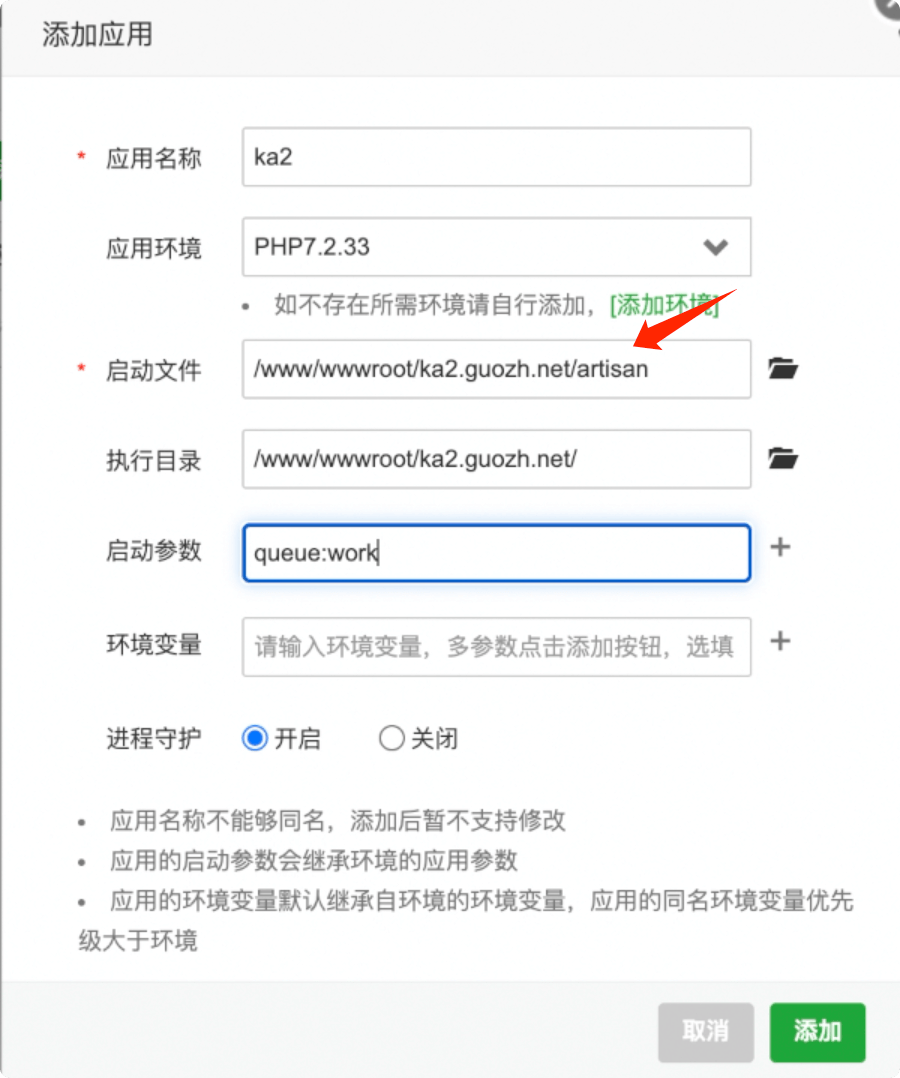 添加应用
* 应用名称 ka2
应用环境 PHP7.2.33
• 如不存在所需环境请自行添加，[添加环境]
* 启动文件 /www/wwwroot/ka2.guozh.net/artisan
执行目录 /www/wwwroot/ka2.guozh.net/
启动参数 queue:work
环境变量 请输入环境变量，多参数点击添加按钮，选填
进程守护 开启 关闭
• 应用名称不能够同名，添加后暂不支持修改
• 应用的启动参数会继承环境的应用参数
• 应用的环境变量默认继承自环境的环境变量，应用的同名环境变量优先
级大于环境
取消 添加